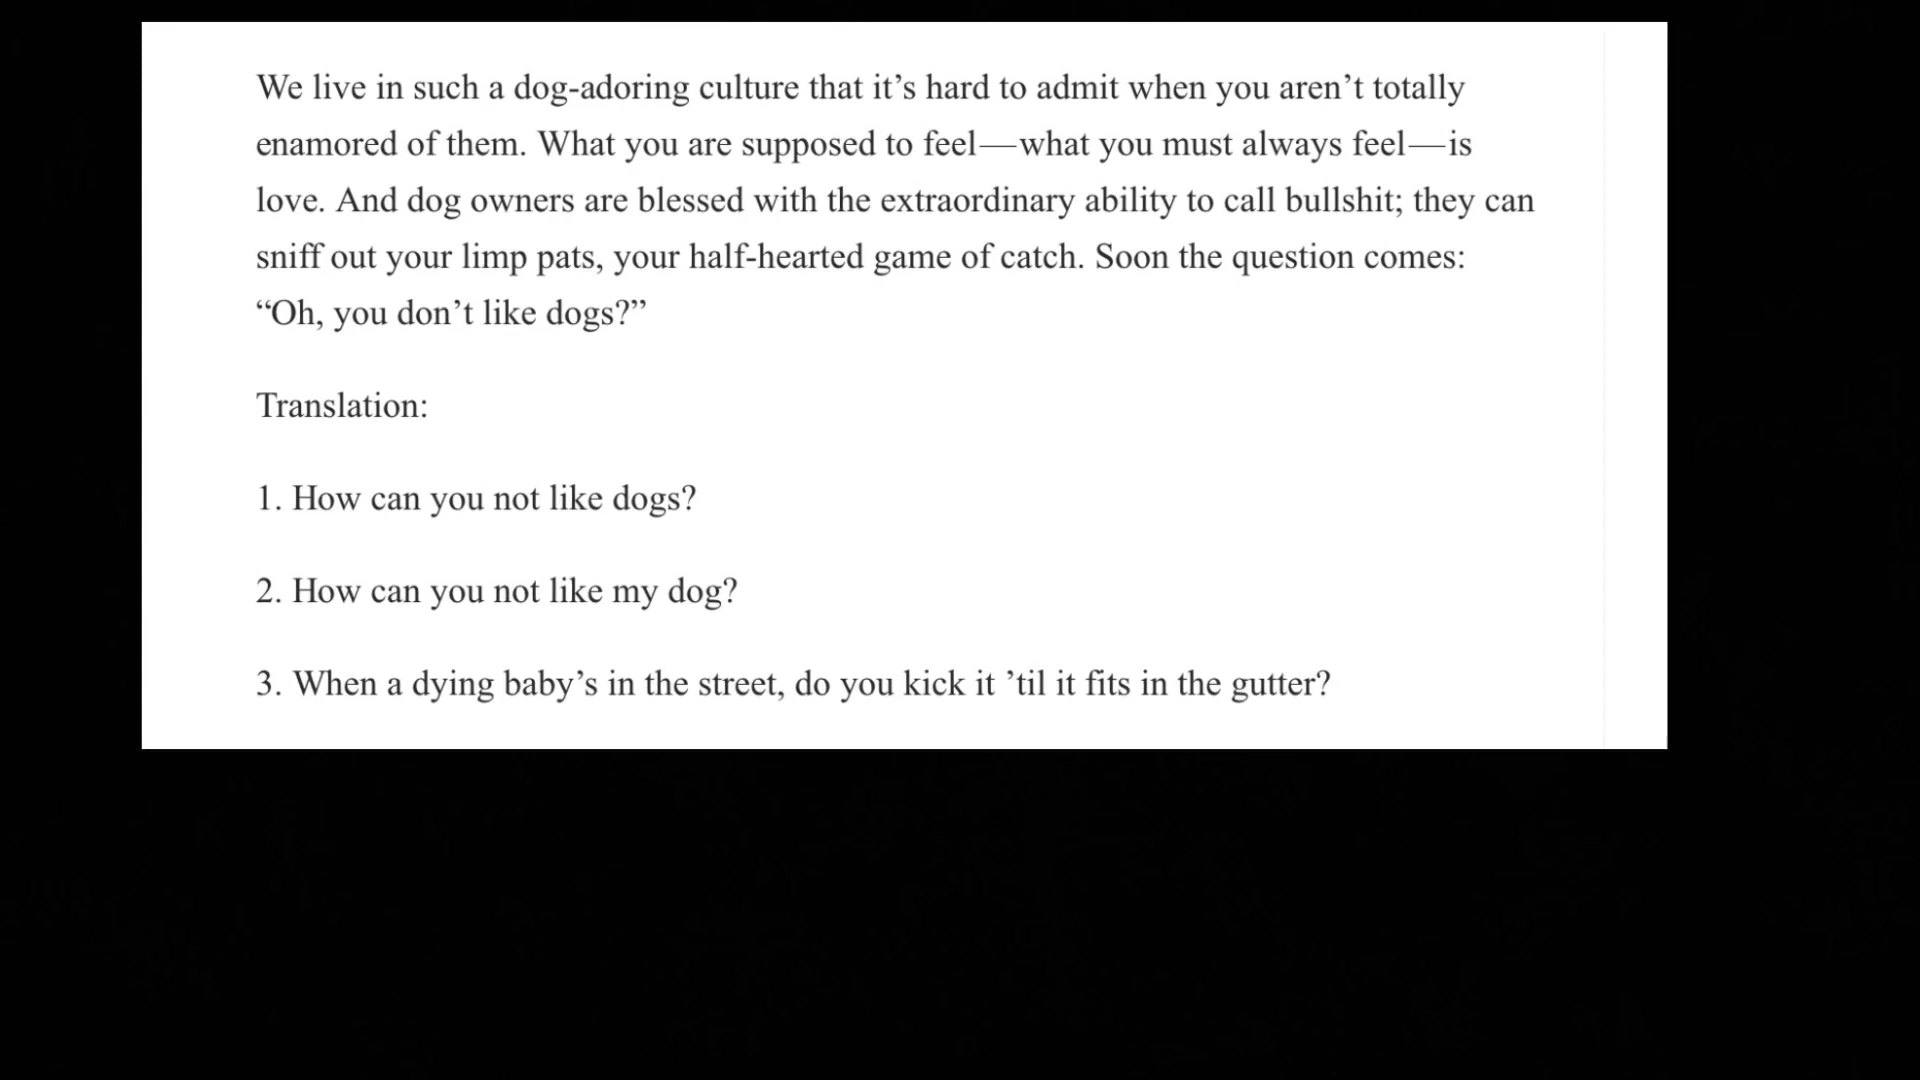 We live in such a dog-adoring culture that it’s hard to admit when you aren’t totally
enamored of them. What you are supposed to feel—what you must always feel—is
love. And dog owners are blessed with the extraordinary ability to call bullshit; they can
sniff out your limp pats, your half-hearted game of catch. Soon the question comes:
“Oh, you don’t like dogs?”
Translation:
1. How can you not like dogs?
2. How can you not like my dog?
3. When a dying baby’s in the street, do you kick it ’til it fits in the gutter?